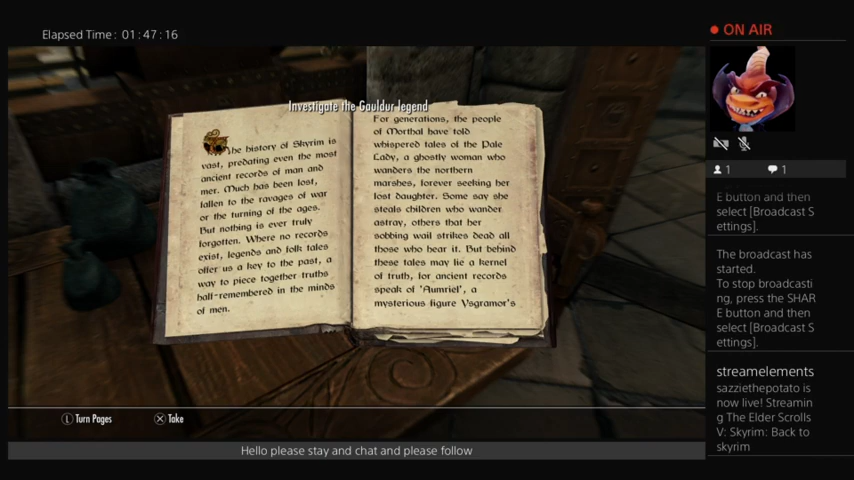 Elapsed Time : 01:47:16
ON AIR
Investigate the Gauldur legend
The history of Skyrim is
vast, predating even the most
ancient records of man and
mer. Much has been lost,
fallen to the ravages of war
or the turning of the ages.
But nothing is ever truly
forgotten. Where no records
exist, legends and folk tales
offer us a key to the past, a
way to piece together truths
half-remembered in the minds
of men.
For generations, the people
of Morthal have told
whispered tales of the Pale
Lady, a ghostly woman who
wanders the northern
marshes, forever seeking her
lost daughter. Some say she
steals children who wander
astray, others that her
sobbing wail strikes dead all
those who hear it. But behind
these tales may lie a kernel
of truth, for ancient records
speak of 'Aumriel', a
mysterious figure Ysgramor's
L Turn Pages
X Take
Hello please stay and chat and please follow
1
1
E button and then
select [Broadcast S
ettings].
The broadcast has
started.
To stop broadcasti
ng, press the SHAR
E button and then
select [Broadcast S
ettings].
streamelements
sazziethepotato is
now live! Streamin
g The Elder Scrolls
V: Skyrim: Back to
skyrim